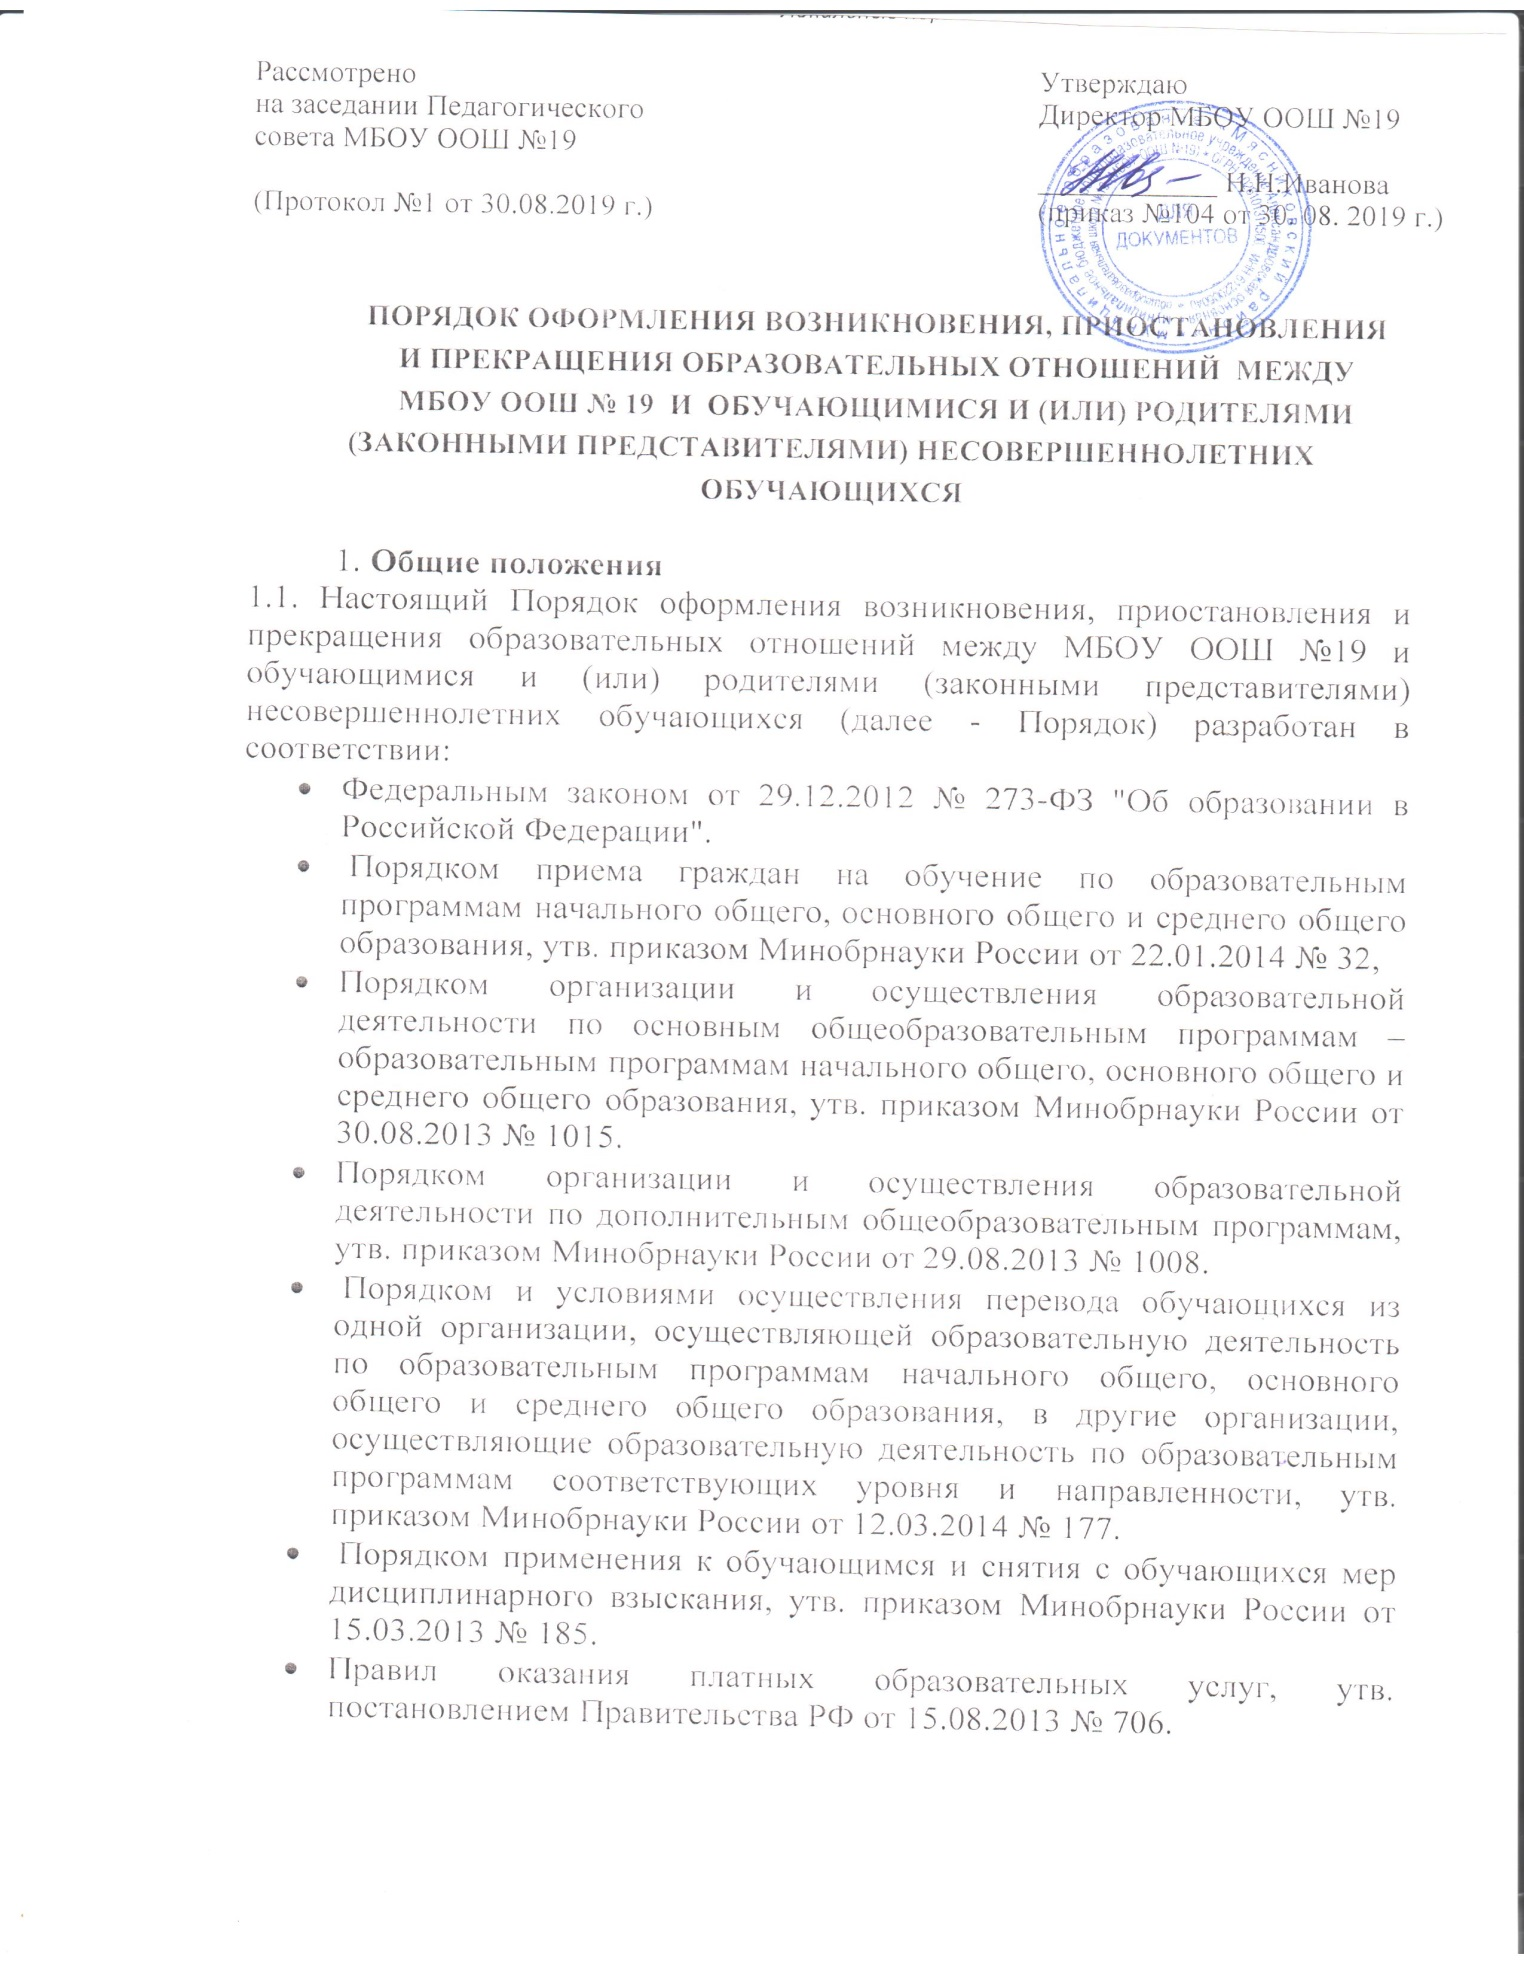 Рассмотрено
на заседании Педагогического
совета МБОУ ООШ №19
(Протокол №1 от 30.08.2019 г.)
Утверждаю
Директор МБОУ ООШ №19
Н.Н.Иванова
(приказ №104 от 30. 08. 2019 г.)
ДЛЯ
ДОКУМЕНТОВ
ПОРЯДОК ОФОРМЛЕНИЯ ВОЗНИКНОВЕНИЯ, ПРИОСТАНОВЛЕНИЯ
И ПРЕКРАЩЕНИЯ ОБРАЗОВАТЕЛЬНЫХ ОТНОШЕНИЙ МЕЖДУ
МБОУ ООШ № 19 И ОБУЧАЮЩИМИСЯ И (ИЛИ) РОДИТЕЛЯМИ
(ЗАКОННЫМИ ПРЕДСТАВИТЕЛЯМИ) НЕСОВЕРШЕННОЛЕТНИХ
ОБУЧАЮЩИХСЯ
1. Общие положения
1.1. Настоящий Порядок оформления возникновения, приостановления и
прекращения образовательных отношений между МБОУ ООШ №19 и
обучающимися и (или) родителями (законными представителями)
несовершеннолетних обучающихся (далее - Порядок) разработан в
соответствии:
• Федеральным законом от 29.12.2012 № 273-ФЗ "Об образовании в
Российской Федерации".
• Порядком приема граждан на обучение по образовательным
программам начального общего, основного общего и среднего общего
образования, утв. приказом Минобрнауки России от 22.01.2014 № 32,
• Порядком организации и осуществления образовательной
деятельности по основным общеобразовательным программам –
образовательным программам начального общего, основного общего и
среднего общего образования, утв. приказом Минобрнауки России от
30.08.2013 № 1015.
• Порядком организации и осуществления образовательной
деятельности по дополнительным общеобразовательным программам,
утв. приказом Минобрнауки России от 29.08.2013 № 1008.
• Порядком и условиями осуществления перевода обучающихся из
одной организации, осуществляющей образовательную деятельность
по образовательным программам начального общего, основного
общего и среднего общего образования, в другие организации,
осуществляющие образовательную деятельность по образовательным
программам соответствующих уровня и направленности, утв.
приказом Минобрнауки России от 12.03.2014 № 177.
• Порядком применения к обучающимся и снятия с обучающихся мер
дисциплинарного взыскания, утв. приказом Минобрнауки России от
15.03.2013 № 185.
• Правил оказания платных образовательных услуг, утв.
постановлением Правительства РФ от 15.08.2013 № 706.